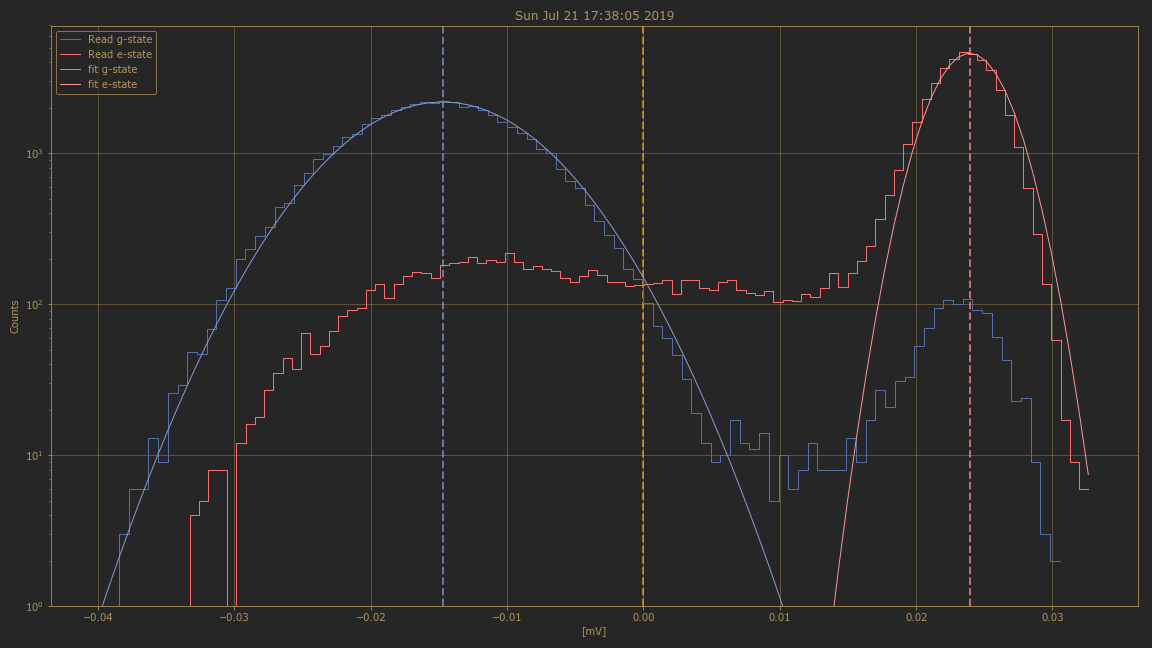 Sun Jul 21 17:38:05 2019
Read g-state
Read e-state
fit g-state
fit e-state
10³
10²
10¹
10⁰
Counts
−0.04 −0.03 −0.02 −0.01 0.00 0.01 0.02 0.03
[mV]